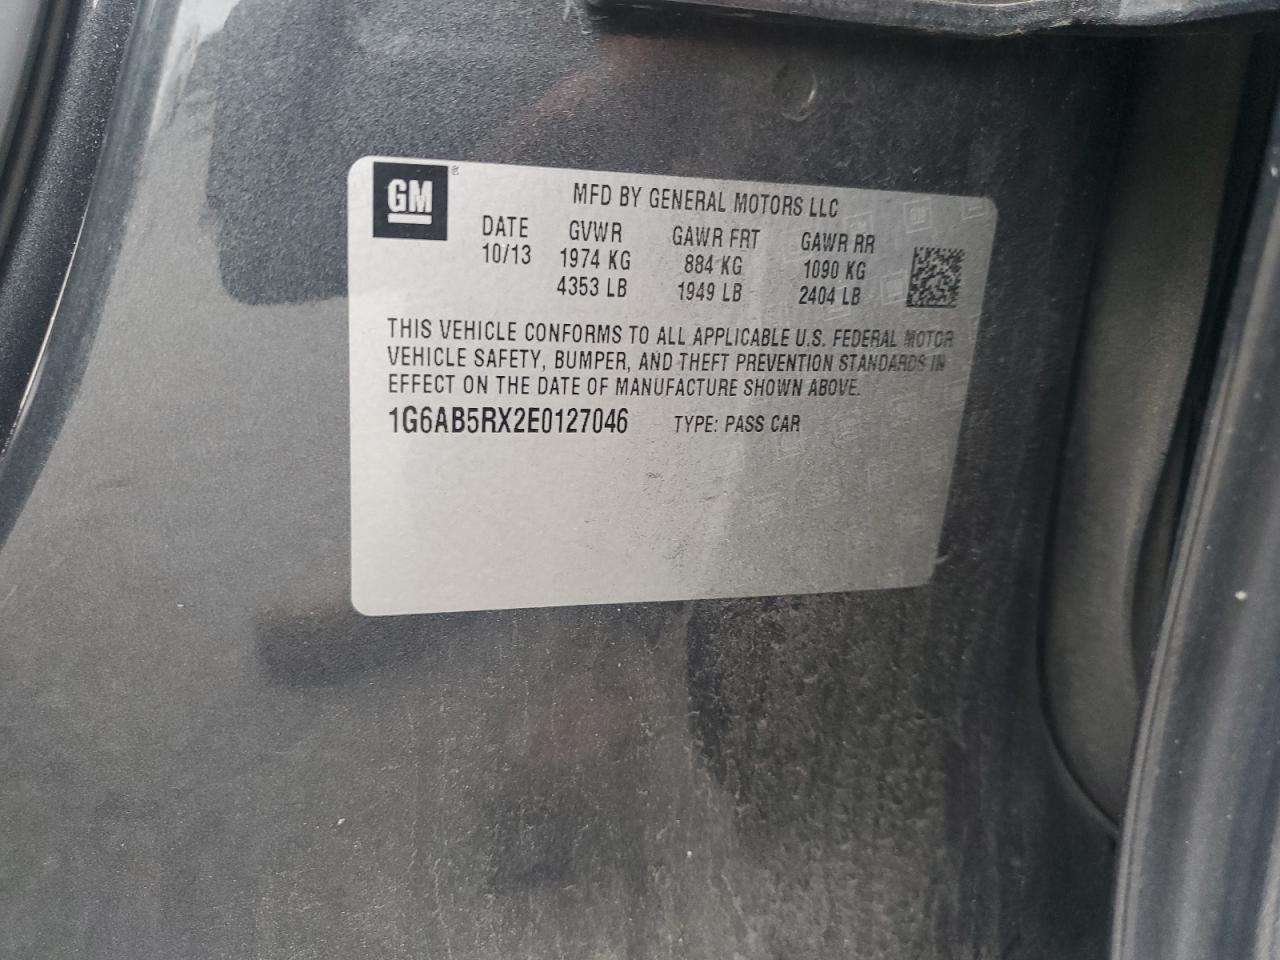 GM ®
MFD BY GENERAL MOTORS LLC
DATE GVWR GAWR FRT GAWR RR
10/13 1974 KG 884 KG 1090 KG
4353 LB 1949 LB 2404 LB
THIS VEHICLE CONFORMS TO ALL APPLICABLE U.S. FEDERAL MOTOR
VEHICLE SAFETY, BUMPER, AND THEFT PREVENTION STANDARDS IN
EFFECT ON THE DATE OF MANUFACTURE SHOWN ABOVE.
1G6AB5RX2E0127046 TYPE: PASS CAR